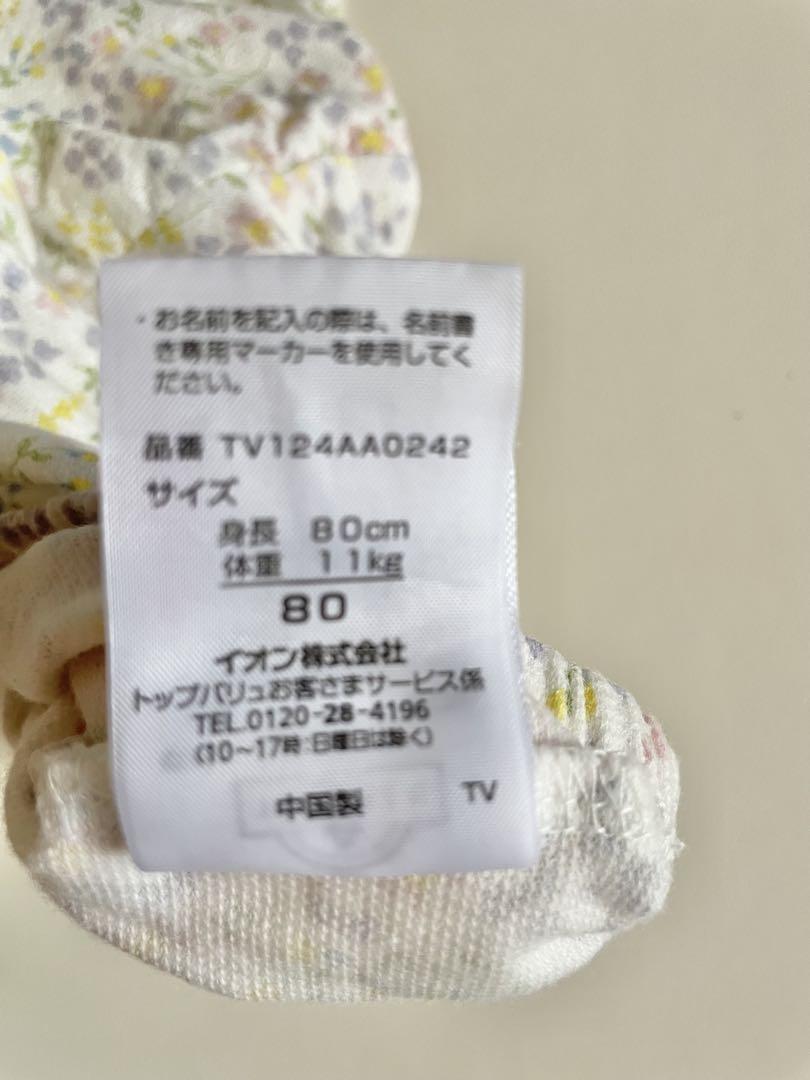 ・お名前を記入の際は、名前書
き専用マーカーを使用してく
ださい。
品番 TV124AA0242
サイズ
身長 80cm
体重 11kg
80
イオン株式会社
トップバリュお客さまサービス係
TEL.0120-28-4196
(10～17時:日曜日は除く)
中国製 TV